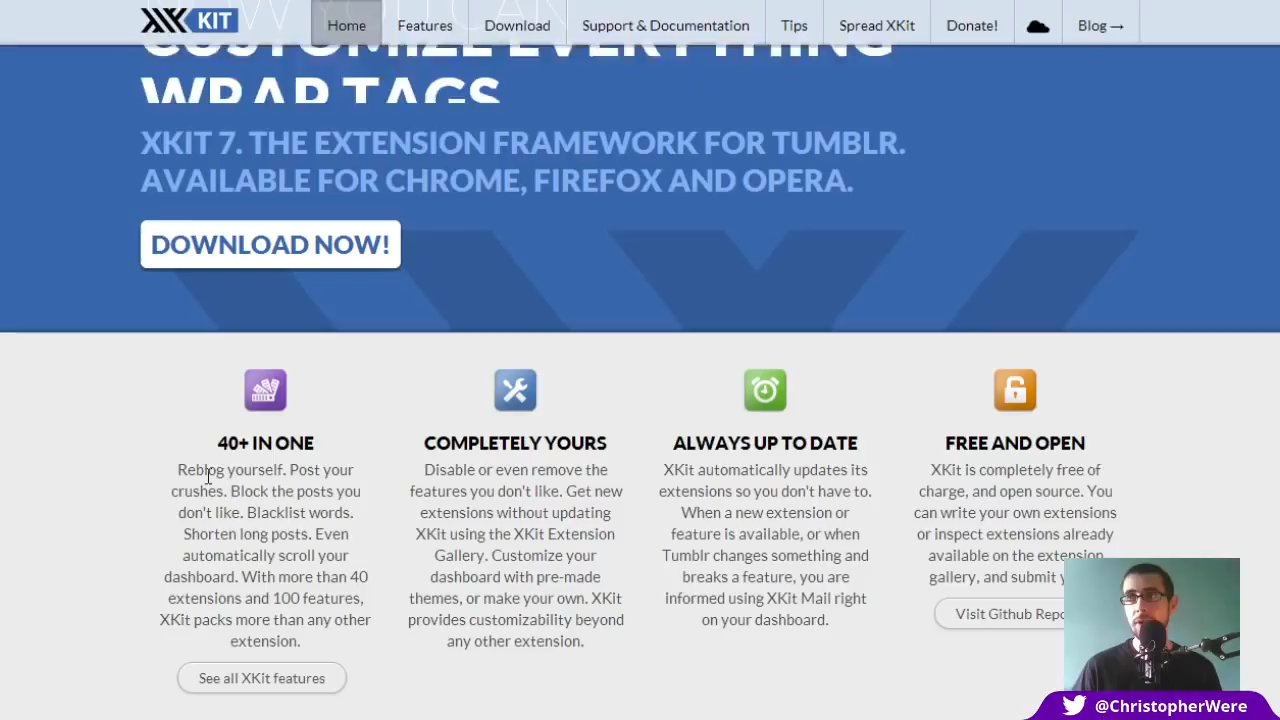 XKIT
Home
Features
Download
Support & Documentation
Tips
Spread XKit
Donate!
Blog →
CUSTOMIZE EVERYTHING
WRAP TAGS
XKIT 7. THE EXTENSION FRAMEWORK FOR TUMBLR.
AVAILABLE FOR CHROME, FIREFOX AND OPERA.
DOWNLOAD NOW!
40+ IN ONE
Reblog yourself. Post your
crushes. Block the posts you
don't like. Blacklist words.
Shorten long posts. Even
automatically scroll your
dashboard. With more than 40
extensions and 100 features,
XKit packs more than any other
extension.
See all XKit features
COMPLETELY YOURS
Disable or even remove the
features you don't like. Get new
extensions without updating
XKit using the XKit Extension
Gallery. Customize your
dashboard with pre-made
themes, or make your own. XKit
provides customizability beyond
any other extension.
ALWAYS UP TO DATE
XKit automatically updates its
extensions so you don't have to.
When a new extension or
feature is available, or when
Tumblr changes something and
breaks a feature, you are
informed using XKit Mail right
on your dashboard.
FREE AND OPEN
XKit is completely free of
charge, and open source. You
can write your own extensions
or inspect extensions already
available on the extension
gallery, and submit
Visit Github Repo
@ChristopherWere